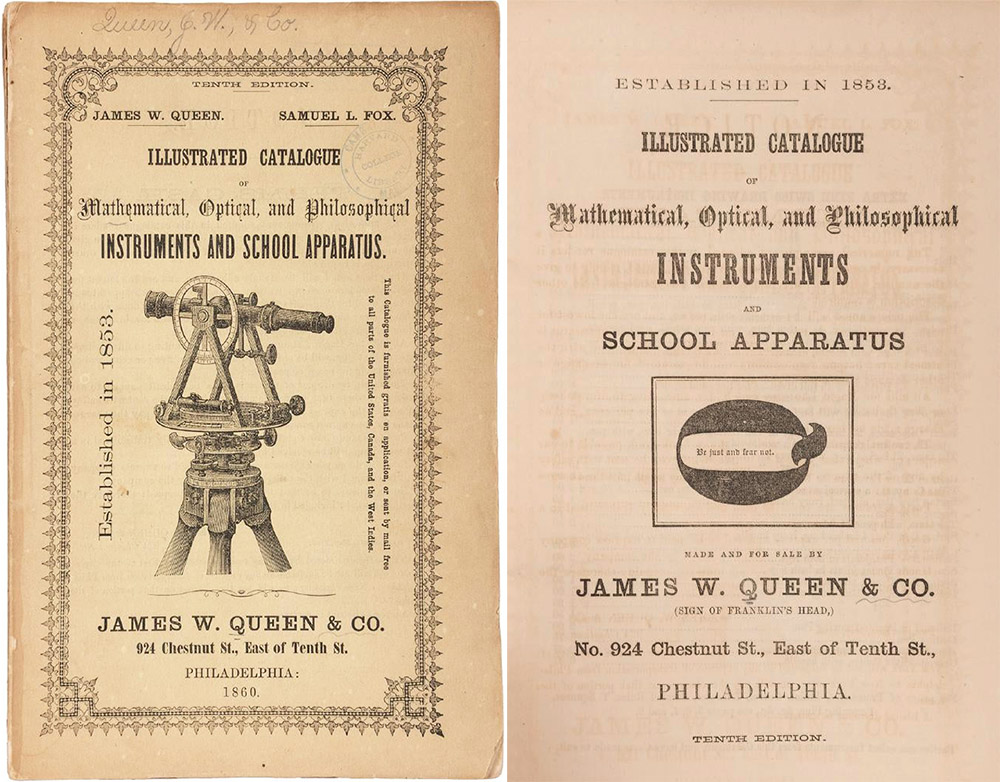 Queen, J. W., & Co.
TENTH EDITION.
JAMES W. QUEEN. SAMUEL L. FOX.
ILLUSTRATED CATALOGUE
OF
Mathematical, Optical, and Philosophical
INSTRUMENTS AND SCHOOL APPARATUS.
HARVARD
COLLEGE
Established in 1853.
This Catalogue is furnished gratis on application, or sent by mail free
to all parts of the United States, Canada, and the West Indies.
JAMES W. QUEEN & CO.
924 Chestnut St., East of Tenth St.
PHILADELPHIA:
1860.
ESTABLISHED IN 1853.
ILLUSTRATED CATALOGUE
OF
Mathematical, Optical, and Philosophical
INSTRUMENTS
AND
SCHOOL APPARATUS
Be just and fear not.
MADE AND FOR SALE BY
JAMES W. QUEEN & CO.
(SIGN OF FRANKLIN'S HEAD,)
No. 924 Chestnut St., East of Tenth St.,
PHILADELPHIA.
TENTH EDITION.